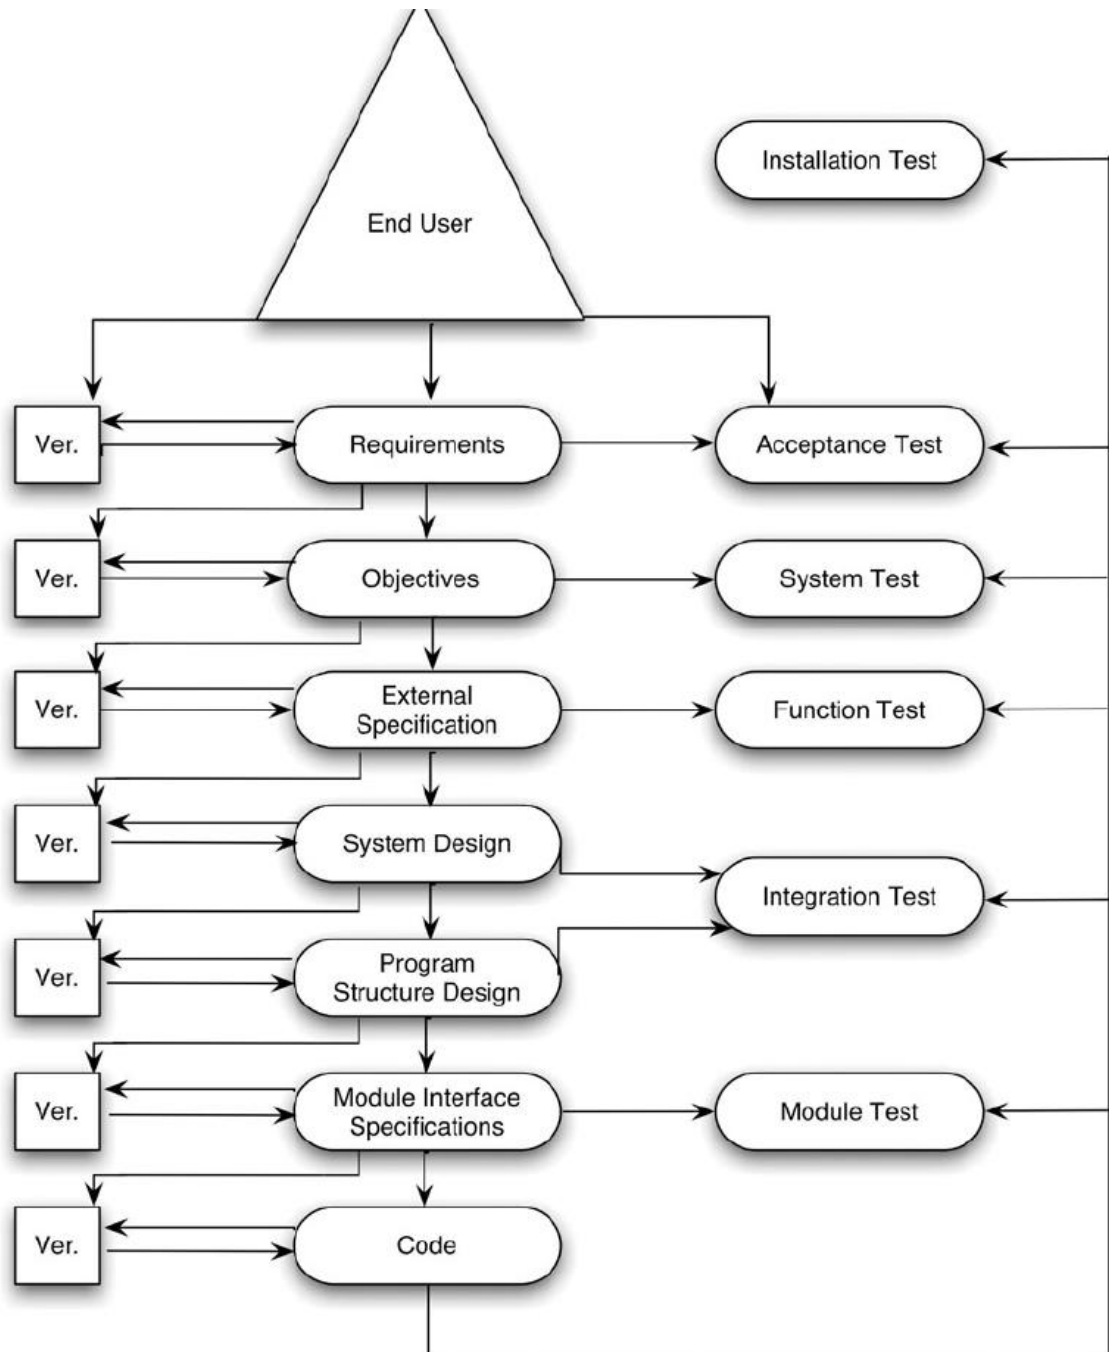 End User
Installation Test
Ver.
Requirements
Acceptance Test
Ver.
Objectives
System Test
Ver.
External
Specification
Function Test
Ver.
System Design
Integration Test
Ver.
Program
Structure Design
Ver.
Module Interface
Specifications
Module Test
Ver.
Code